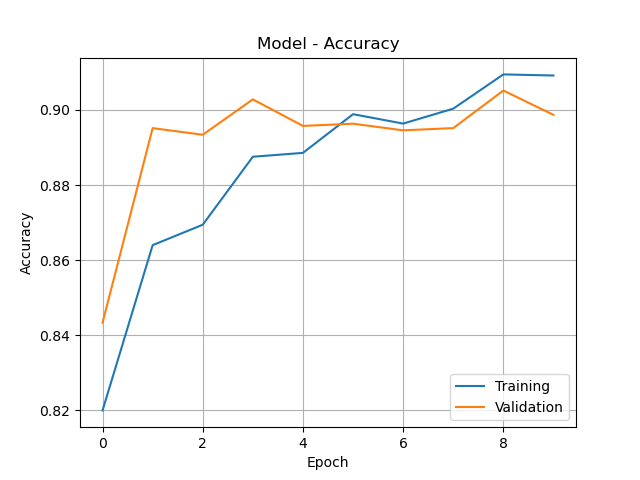 Model - Accuracy
0.90
0.88
0.86
0.84
0.82
Accuracy
0 2 4 6 8
Epoch
Training
Validation